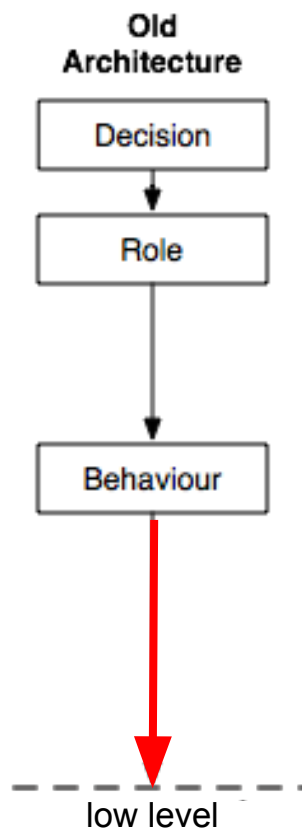 Old
Architecture
Decision
Role
Behaviour
low level